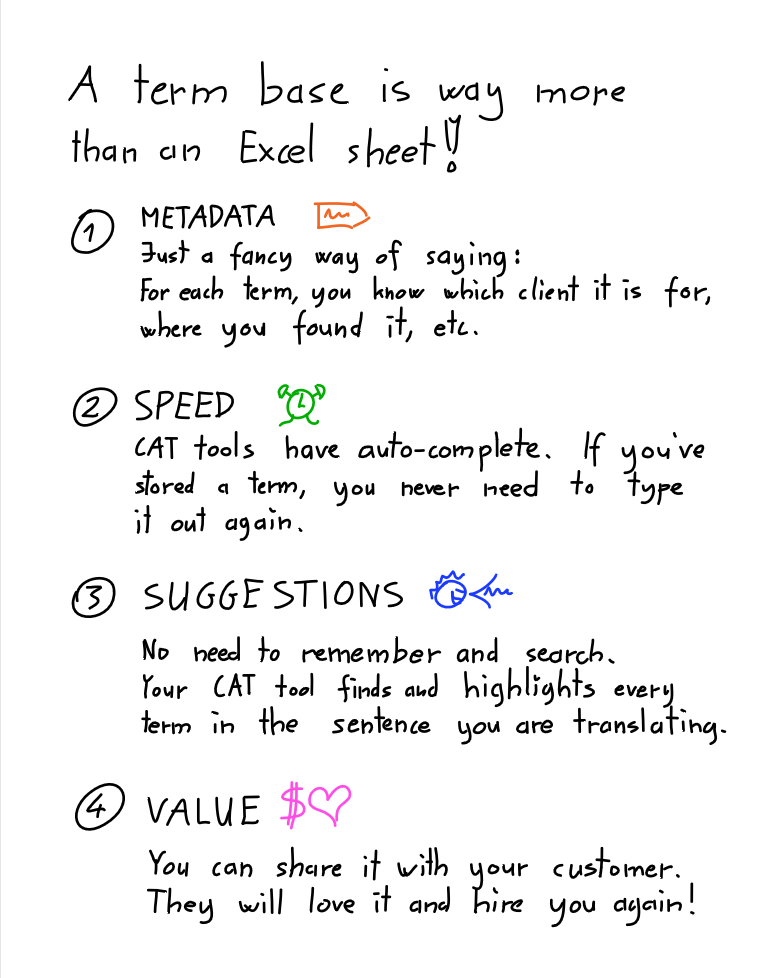 A term base is way more
than an Excel sheet!
1 METADATA
Just a fancy way of saying:
For each term, you know which client it is for,
where you found it, etc.
2 SPEED
CAT tools have auto-complete. If you've
stored a term, you never need to type
it out again.
3 SUGGESTIONS
No need to remember and search.
Your CAT tool finds and highlights every
term in the sentence you are translating.
4 VALUE $♡
You can share it with your customer.
They will love it and hire you again!